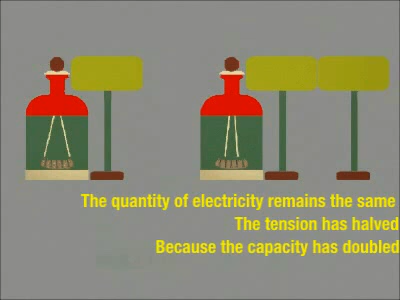 The quantity of electricity remains the same
The tension has halved
Because the capacity has doubled